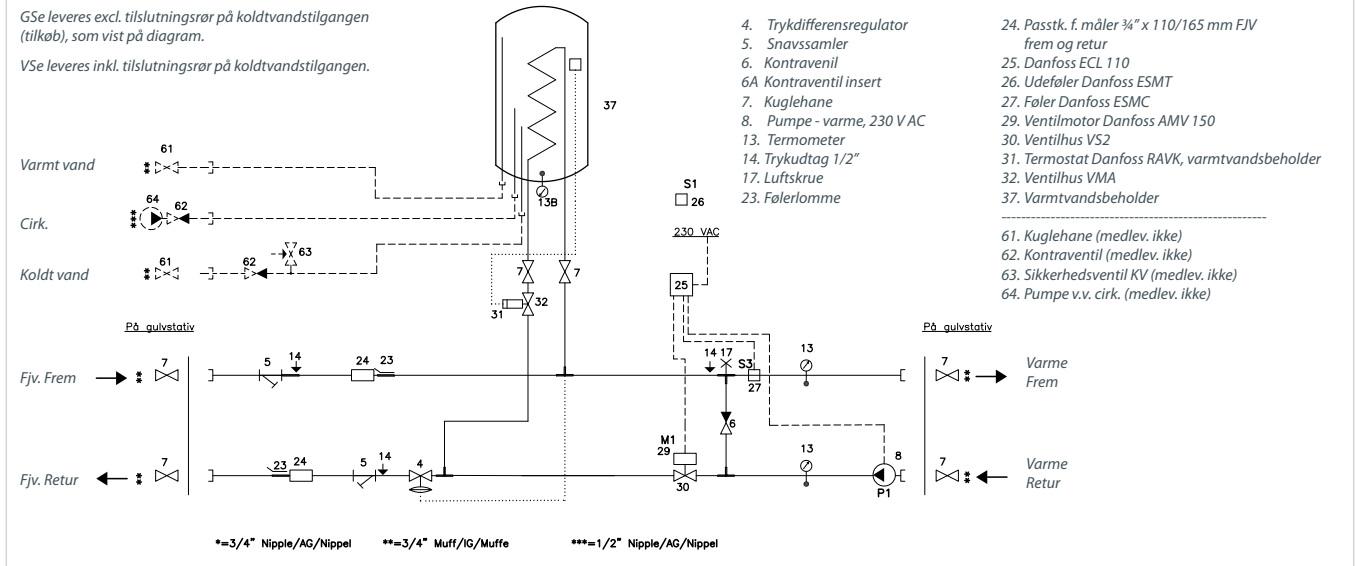 GSe leveres excl. tilslutningsrør på koldtvandstilgangen
(tilkøb), som vist på diagram.
VSe leveres inkl. tilslutningsrør på koldtvandstilgangen.
4. Trykdifferensregulator
5. Snavssamler
6. Kontravenil
6A Kontraventil insert
7. Kuglehane
8. Pumpe - varme, 230 V AC
13. Termometer
14. Trykudtag 1/2”
17. Luftskrue
23. Følerlomme
24. Passtk. f. måler ¾” x 110/165 mm FJV
frem og retur
25. Danfoss ECL 110
26. Udeføler Danfoss ESMT
27. Føler Danfoss ESMC
29. Ventilmotor Danfoss AMV 150
30. Ventilhus VS2
31. Termostat Danfoss RAVK, varmtvandsbeholder
32. Ventilhus VMA
37. Varmtvandsbeholder
61. Kuglehane (medlev. ikke)
62. Kontraventil (medlev. ikke)
63. Sikkerhedsventil KV (medlev. ikke)
64. Pumpe v.v. cirk. (medlev. ikke)
37
Varmt vand
** 61
13B
S1
26
Cirk.
*** 64 62
230 VAC
Koldt vand
** 61 62 63
7 7
25
31 32
På gulvstativ
På gulvstativ
Fjv. Frem
** 7 5 14 24 23 14 17 S3 27 13 7 **
Varme
Frem
6
M1
29
Fjv. Retur
** 7 23 24 5 14 4 30 13 8 P1 7 **
Varme
Retur
*=3/4" Nipple/AG/Nippel **=3/4" Muff/IG/Muffe ***=1/2" Nipple/AG/Nippel